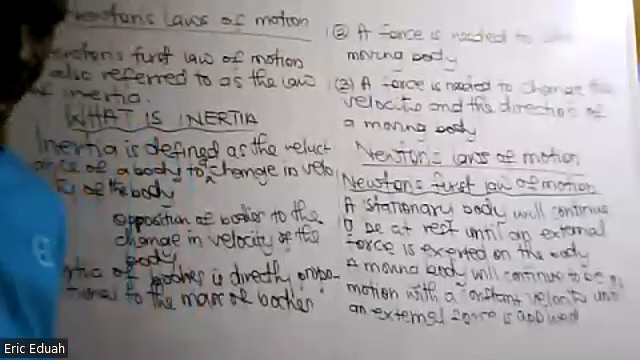 laws of motion
first law of motion
also referred to as the law
of inertia.
WHAT IS INERTIA
Inertia is defined as the reluct
ance of a body to a change in velo
ty of the body
opposition of bodies to the
change in velocity of the
body
of bodies is directly propo-
tional to the mass of bodies
② A force is needed to
moving body
(3) A force is needed to change the
velocity and the direction of
a moving body
Newton's laws of motion
Newton's first law of motion
A stationary body will continue
to be at rest until an external
force is exerted on the body
A moving body will continue to be in
motion with a constant velocity until
an external force is applied
Eric Eduah